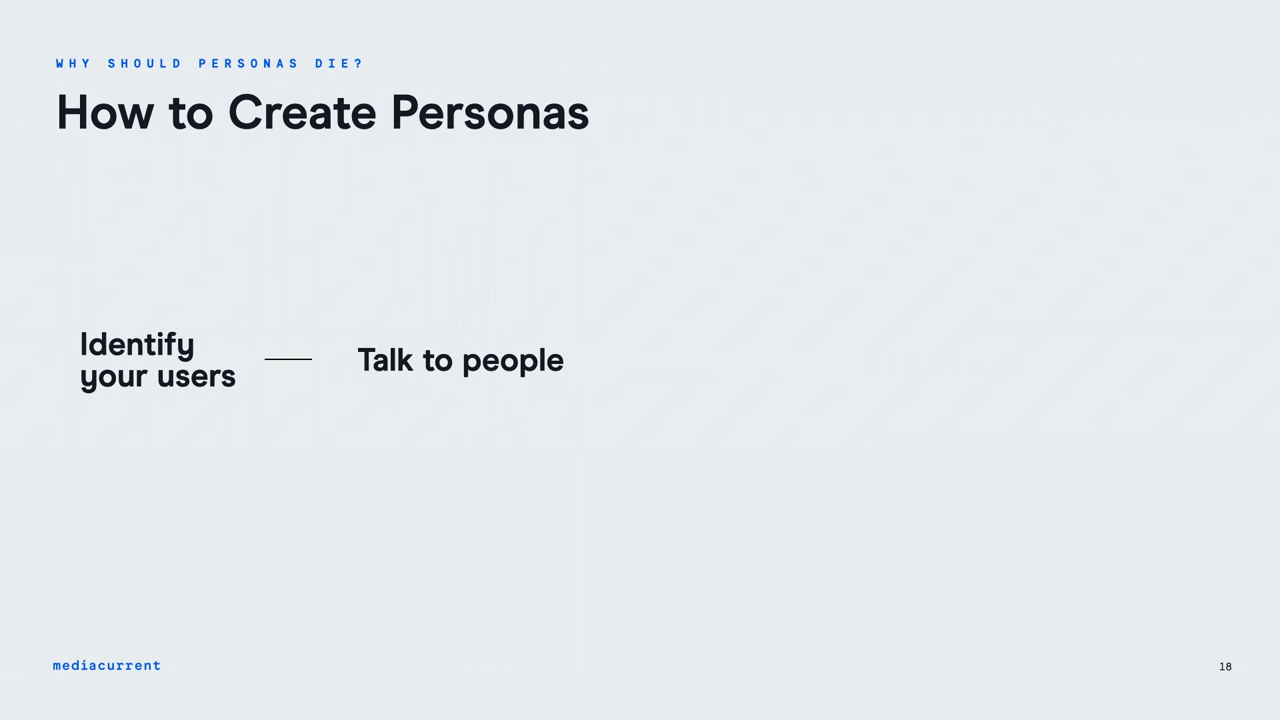 WHY SHOULD PERSONAS DIE?
How to Create Personas
Identify
your users
Talk to people
mediacurrent
18